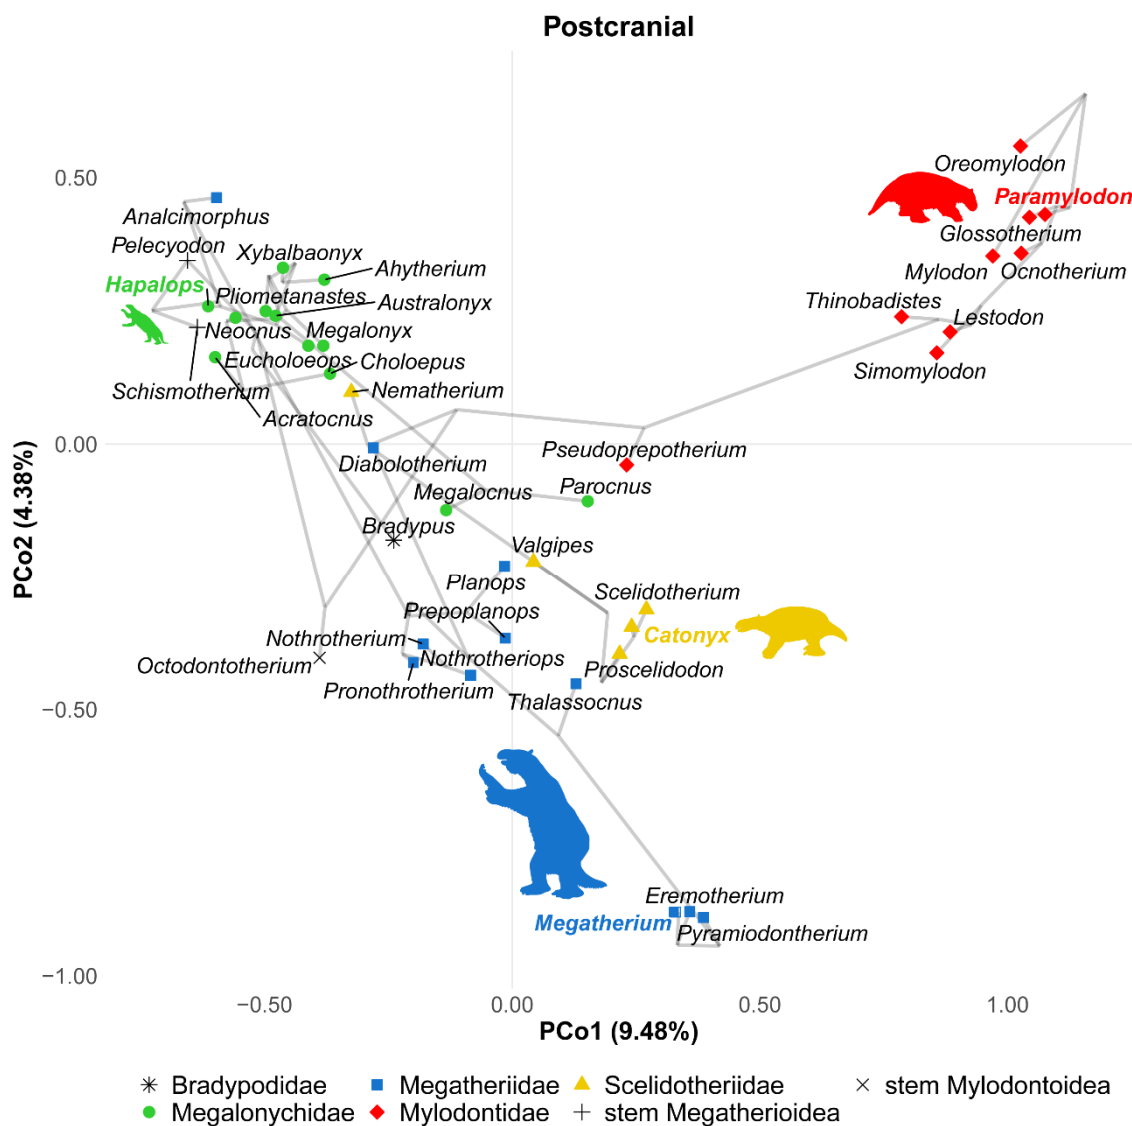 Postcranial
Oreomylodon
0.50
Paramylodon
Analcimorphus
Glossotherium
Pelecyodon
Xybalbaonyx
Mylodon
Ocnotherium
Ahytherium
Hapalops
Pliometanastes
Australonyx
Thinobadistes
Lestodon
Neocnus
Megalonyx
Eucholoeops
Choloepus
Simomylodon
Schismotherium
Nematherium
Acratocnus
0.00
Diabolotherium
Pseudoprepotherium
Megalocnus
Parocnus
Bradypus
Valgipes
PCo2 (4.38%)
Planops
Scelidotherium
Prepoplanops
Nothrotherium
Catonyx
Octodontotherium
Nothrotheriops
Proscelidodon
Pronothrotherium
Thalassocnus
−0.50
Eremotherium
Megatherium
Pyramiodontherium
−1.00
−0.50
0.00
0.50
1.00
PCo1 (9.48%)
Bradypodidae
Megatheriidae
Scelidotheriidae
stem Mylodontoidea
Megalonychidae
Mylodontidae
stem Megatherioidea